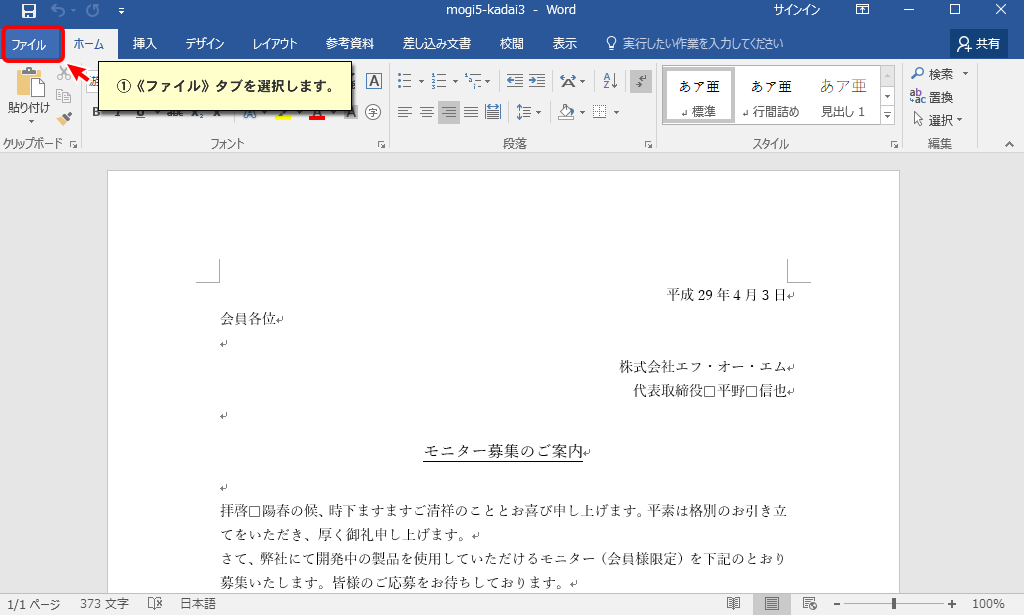 mogi5-kadai3 - Word
サインイン
ファイル ホーム 挿入 デザイン レイアウト 参考資料 差し込み文書 校閲 表示 実行したい作業を入力してください 共有
①《ファイル》タブを選択します。
貼り付け
あア亜 あア亜 あア亜
標準 行間詰め 見出し 1
検索
置換
選択
クリップボード フォント 段落 スタイル 編集
平成 29 年 4 月 3 日
会員各位
株式会社エフ・オー・エム
代表取締役□平野□信也
モニター募集のご案内
拝啓□陽春の候、時下ますますご清祥のこととお喜び申し上げます。平素は格別のお引き立
てをいただき、厚く御礼申し上げます。
さて、弊社にて開発中の製品を使用していただけるモニター（会員様限定）を下記のとおり
募集いたします。皆様のご応募をお待ちしております。
1/1 ページ 373 文字 日本語 100%